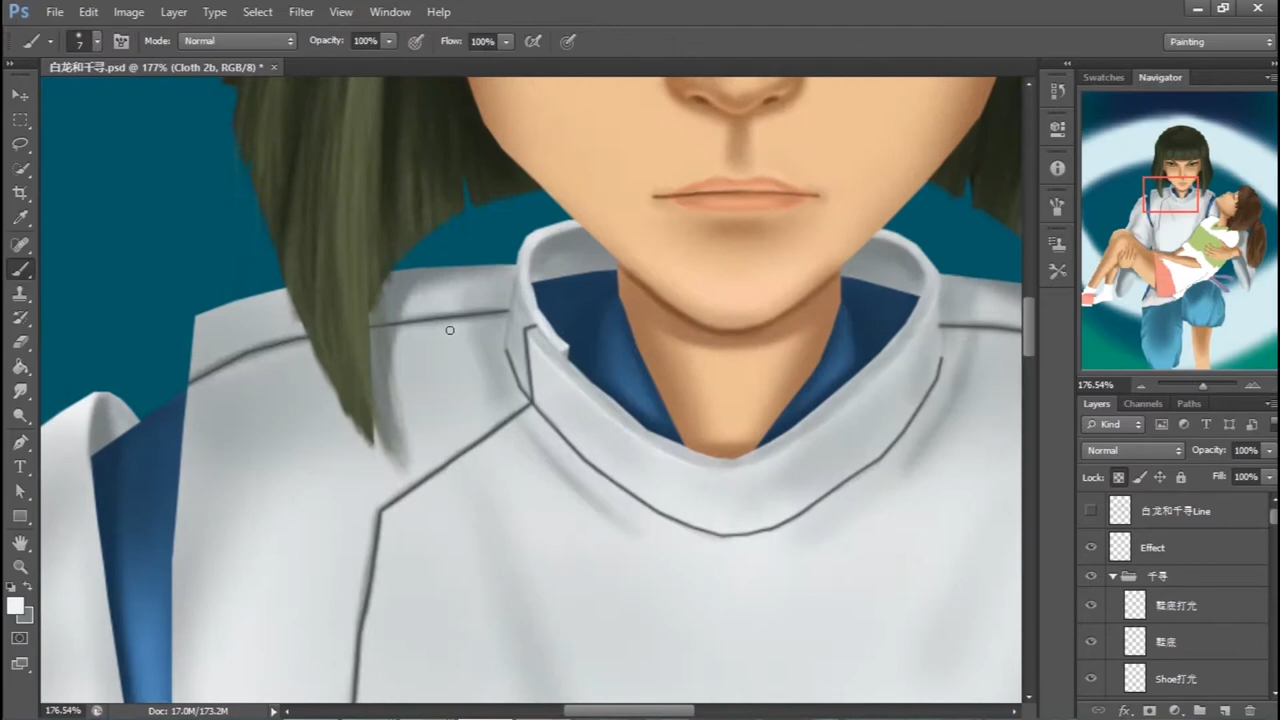 Ps File Edit Image Layer Type Select Filter View Window Help
7 Mode: Normal Opacity: 100% Flow: 100% Painting
白龙和千寻.psd @ 177% (Cloth 2b, RGB/8) * ×
Swatches Navigator
176.54%
Layers Channels Paths
Kind
Normal Opacity: 100%
Lock: Fill: 100%
白龙和千寻Line
Effect
千寻
鞋底打光
鞋底
Shoe打光
176.54% Doc: 17.0M/173.2M